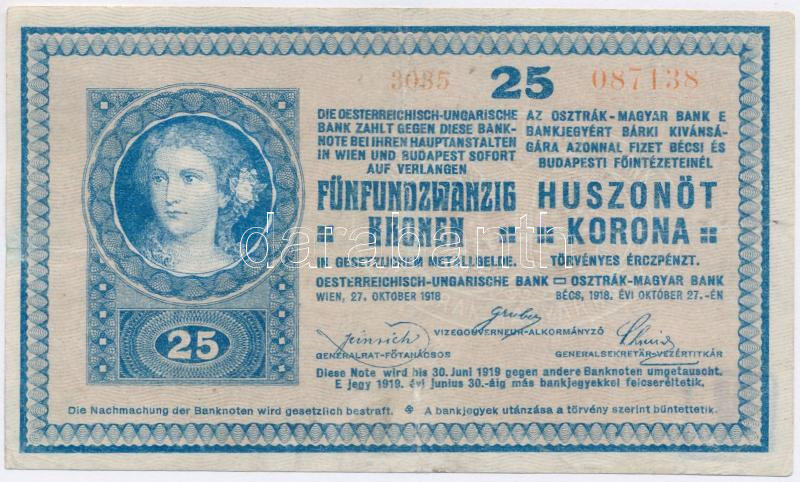 3035 25 087138
DIE OESTERREICHISCH-UNGARISCHE
BANK ZAHLT GEGEN DIESE BANK-
NOTE BEI IHREN HAUPTANSTALTEN
IN WIEN UND BUDAPEST SOFORT
AUF VERLANGEN
FÜNFUNDZWANZIG
KRONEN
IN GESETZLICHEM METALLGELDE.
OESTERREICHISCH-UNGARISCHE BANK
WIEN, 27. OKTOBER 1918
AZ OSZTRÁK-MAGYAR BANK E
BANKJEGYÉRT BÁRKI KIVÁNSÁ-
GÁRA AZONNAL FIZET BÉCSI ÉS
BUDAPESTI FŐINTÉZETEINÉL
HUSZONÖT
KORONA
TÖRVÉNYES ÉRCZPÉNZT.
OSZTRÁK-MAGYAR BANK
BÉCS, 1918. ÉVI OKTÓBER 27.-ÉN
darabanth
Gruber
VIZEGOUVERNEUR-ALKORMÁNYZÓ
GENERALRAT-FŐTANÁCSOS
GENERALSEKRETÄR-VEZÉRTITKÁR
25
Diese Note wird bis 30. Juni 1919 gegen andere Banknoten umgetauscht.
E jegy 1919. évi junius 30.-áig más bankjegyekkel felcseréltetik.
Die Nachmachung der Banknoten wird gesetzlich bestraft. A bankjegyek utánzása a törvény szerint büntettetik.